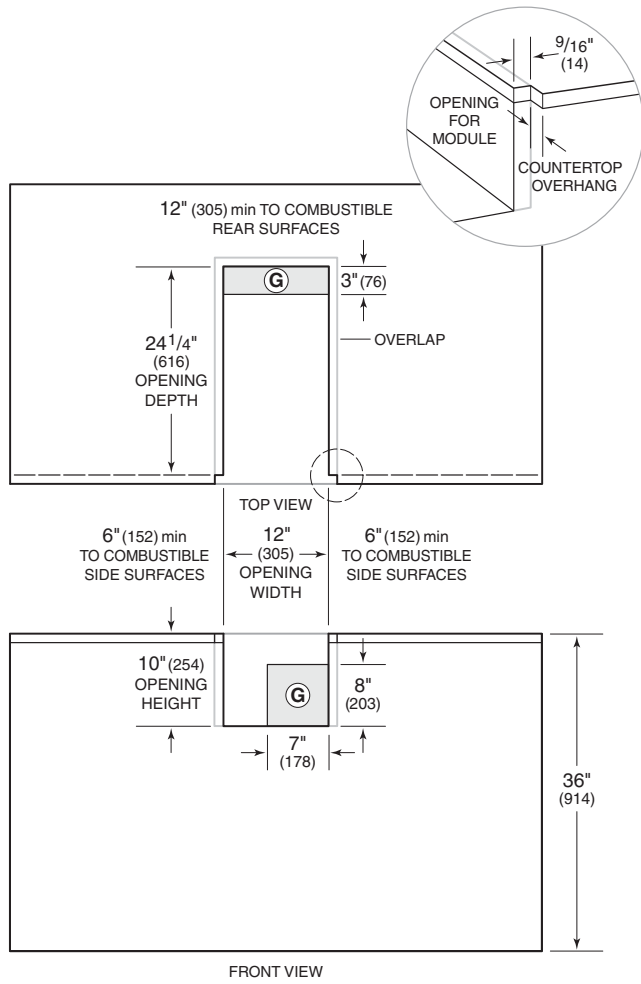 9/16"
(14)
OPENING
FOR
MODULE
COUNTERTOP
OVERHANG
12" (305) min TO COMBUSTIBLE
REAR SURFACES
G
3" (76)
24 1/4"
(616)
OPENING
DEPTH
OVERLAP
TOP VIEW
6" (152) min
TO COMBUSTIBLE
SIDE SURFACES
12"
(305)
OPENING
WIDTH
6" (152) min
TO COMBUSTIBLE
SIDE SURFACES
10" (254)
OPENING
HEIGHT
G
8"
(203)
7"
(178)
36"
(914)
FRONT VIEW